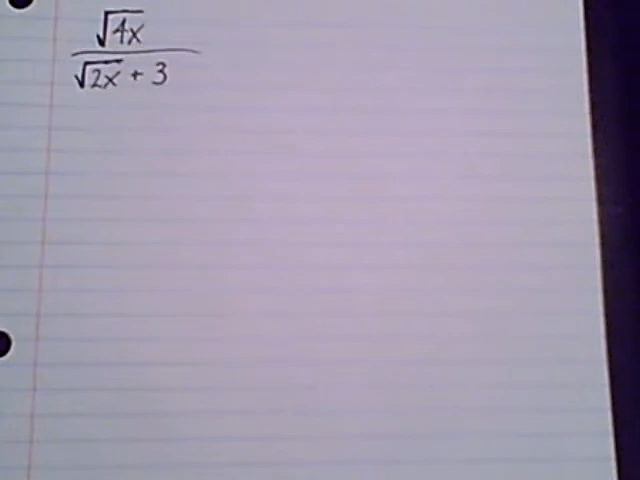 √4x
√2x + 3